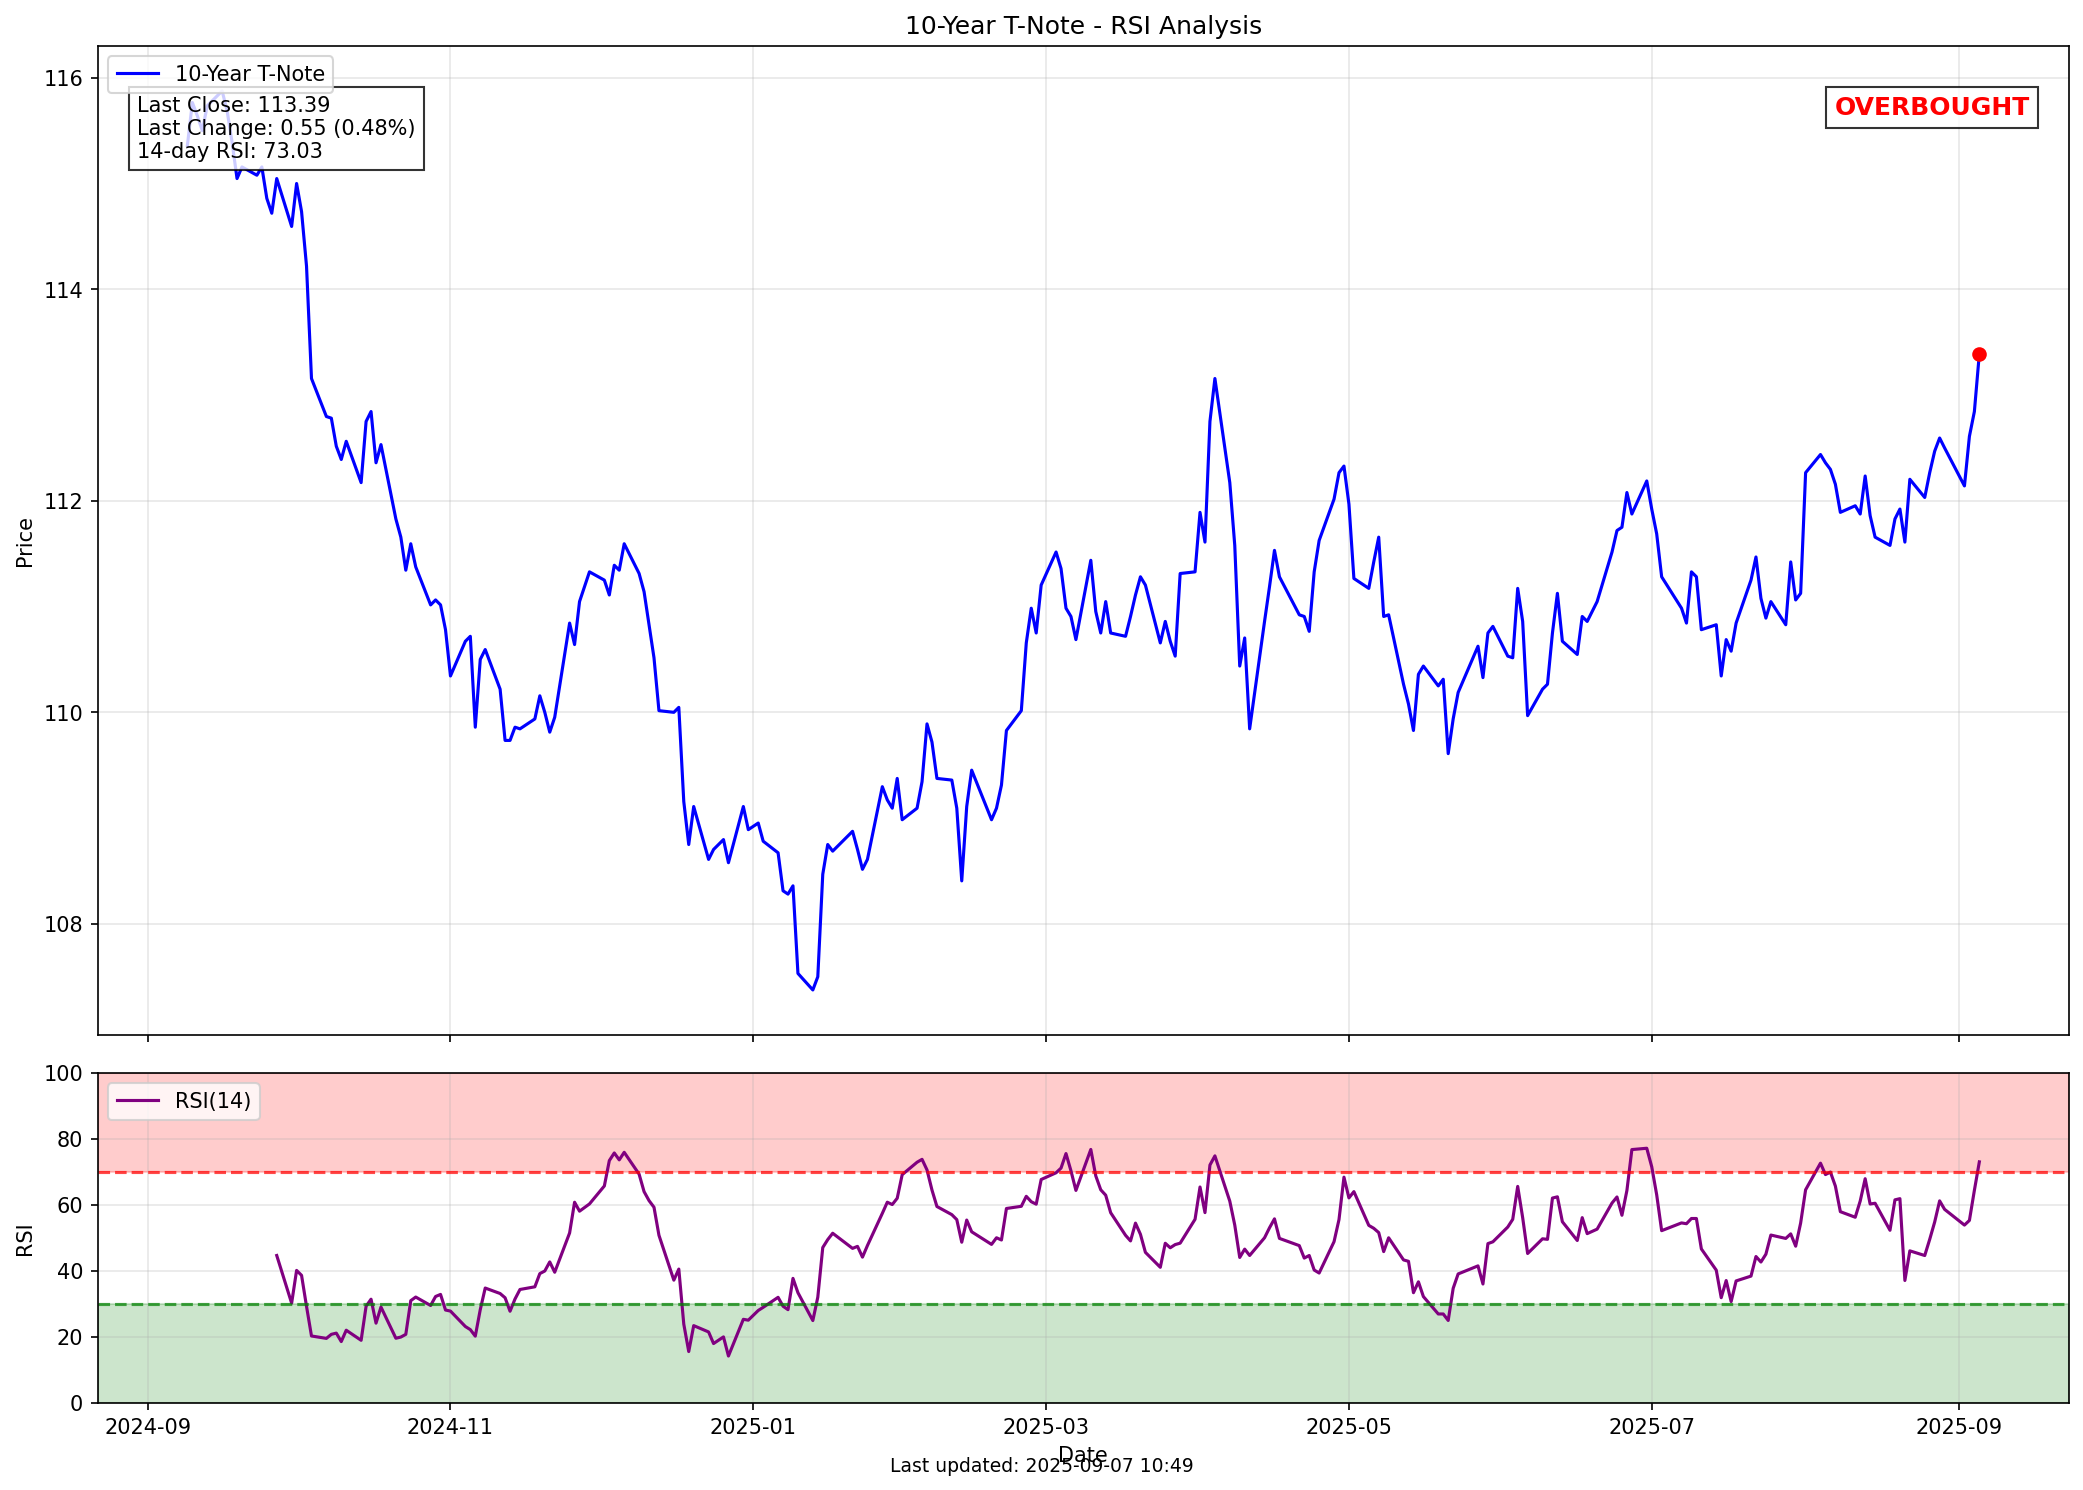 10-Year T-Note - RSI Analysis
10-Year T-Note
Last Close: 113.39
Last Change: 0.55 (0.48%)
14-day RSI: 73.03
OVERBOUGHT
116
114
112
110
108
Price
RSI(14)
100
80
60
40
20
0
RSI
2024-09 2024-11 2025-01 2025-03 2025-05 2025-07 2025-09
Date
Last updated: 2025-09-07 10:49